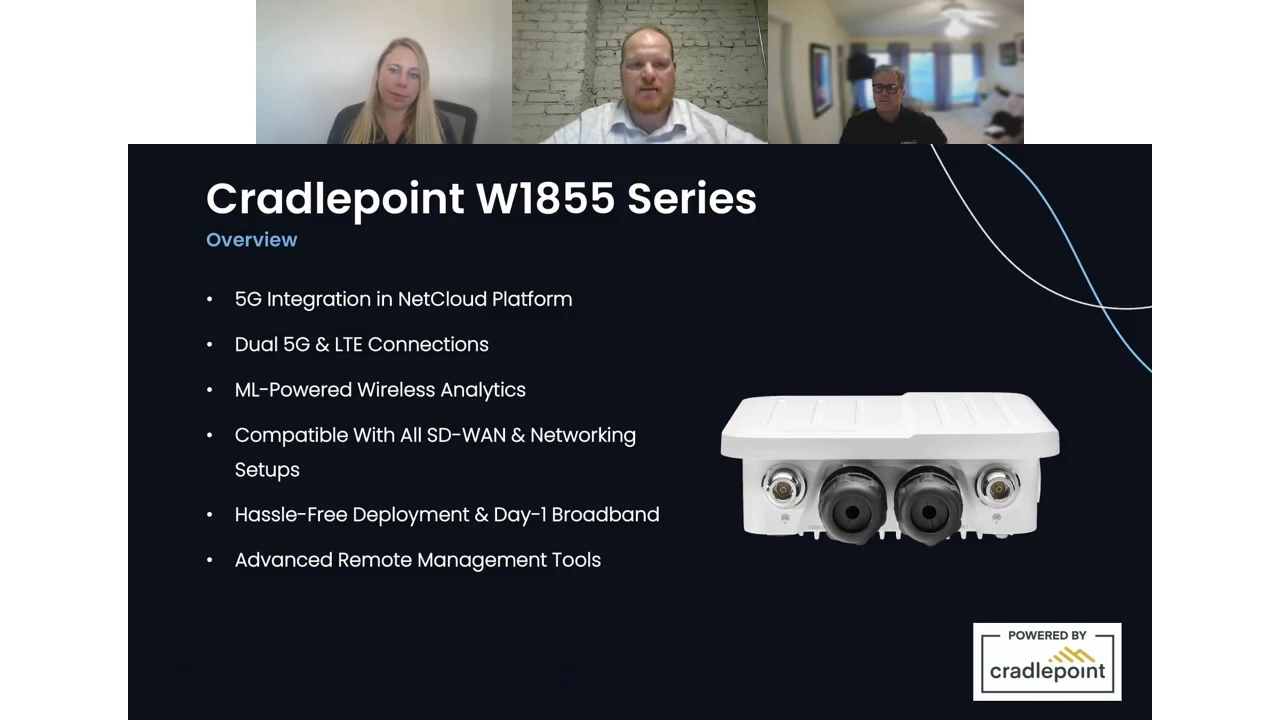 Cradlepoint W1855 Series
Overview
• 5G Integration in NetCloud Platform
• Dual 5G & LTE Connections
• ML-Powered Wireless Analytics
• Compatible With All SD-WAN & Networking
Setups
• Hassle-Free Deployment & Day-1 Broadband
• Advanced Remote Management Tools
POWERED BY
cradlepoint